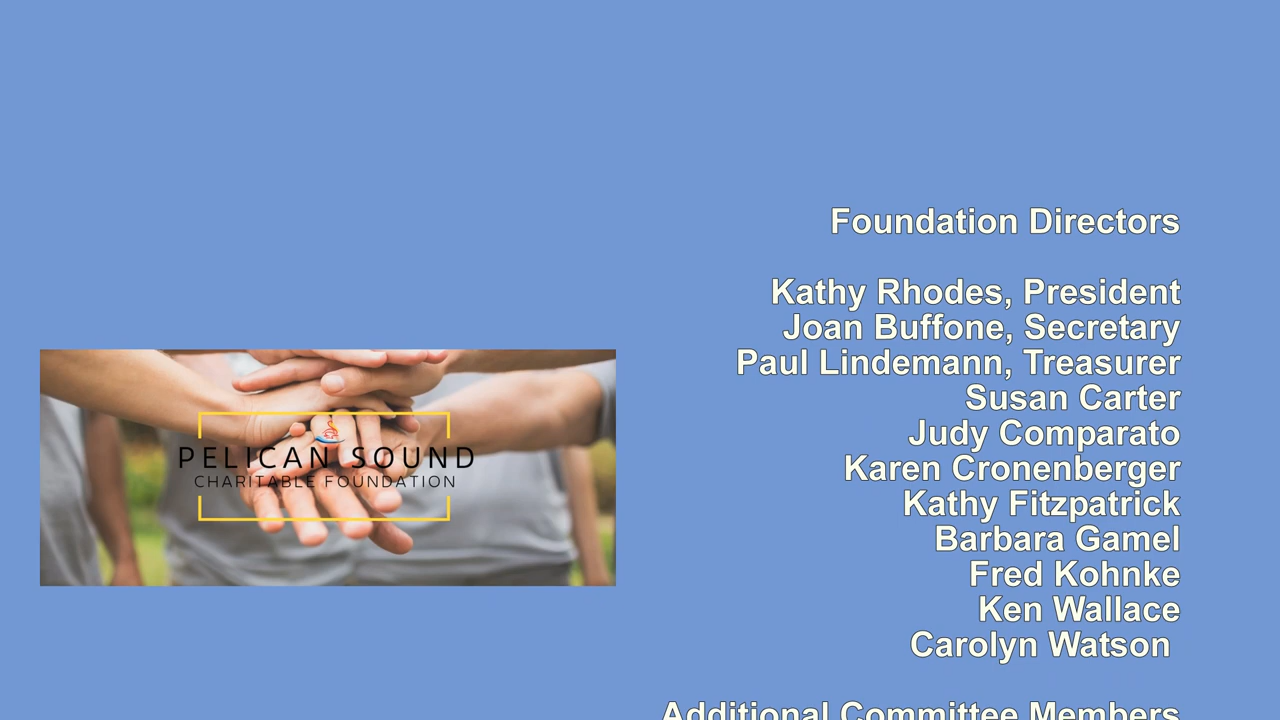 Foundation Directors
Kathy Rhodes, President
Joan Buffone, Secretary
Paul Lindemann, Treasurer
Susan Carter
Judy Comparato
Karen Cronenberger
Kathy Fitzpatrick
Barbara Gamel
Fred Kohnke
Ken Wallace
Carolyn Watson
Additional Committee Members
PELICAN SOUND
CHARITABLE FOUNDATION